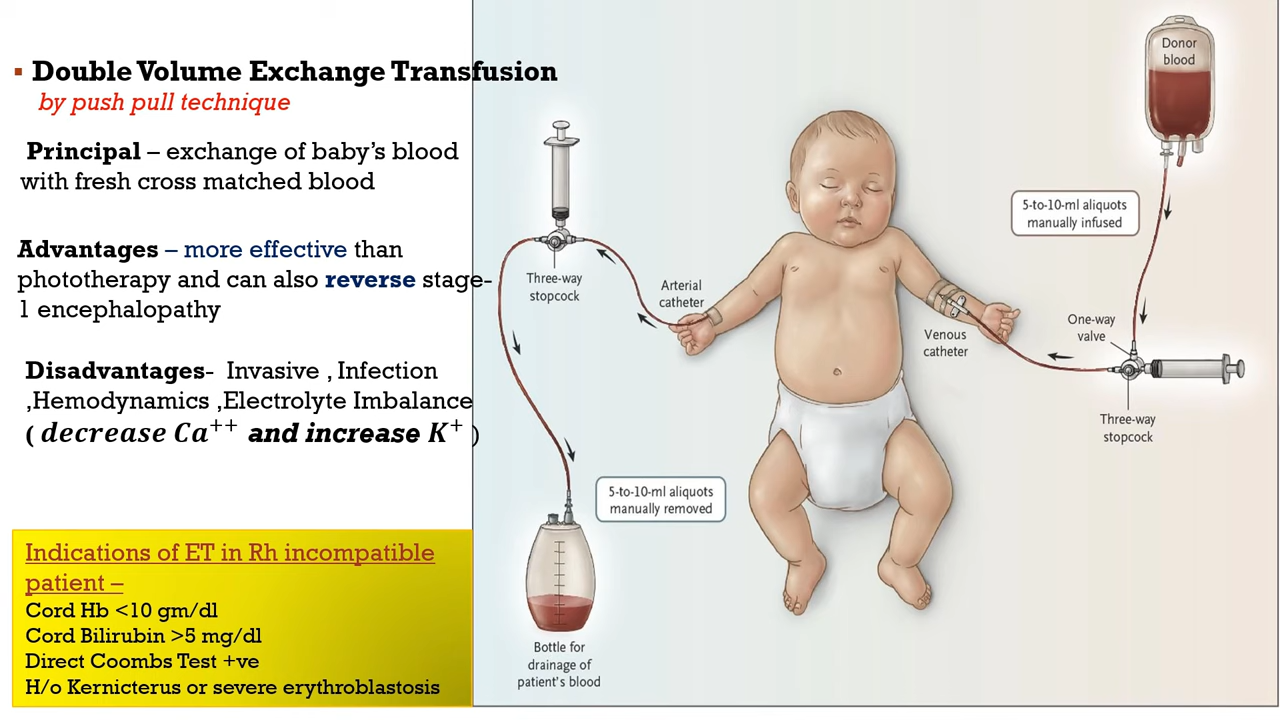 ▪ Double Volume Exchange Transfusion
by push pull technique
Principal – exchange of baby's blood
with fresh cross matched blood
Advantages – more effective than
phototherapy and can also reverse stage-
1 encephalopathy
Disadvantages- Invasive , Infection
,Hemodynamics ,Electrolyte Imbalance
( decrease Ca⁺⁺ and increase K⁺ )
Indications of ET in Rh incompatible
patient –
Cord Hb <10 gm/dl
Cord Bilirubin >5 mg/dl
Direct Coombs Test +ve
H/o Kernicterus or severe erythroblastosis
Donor
blood
5-to-10-ml aliquots
manually infused
Three-way
stopcock
Arterial
catheter
Venous
catheter
One-way
valve
Three-way
stopcock
5-to-10-ml aliquots
manually removed
Bottle for
drainage of
patient's blood